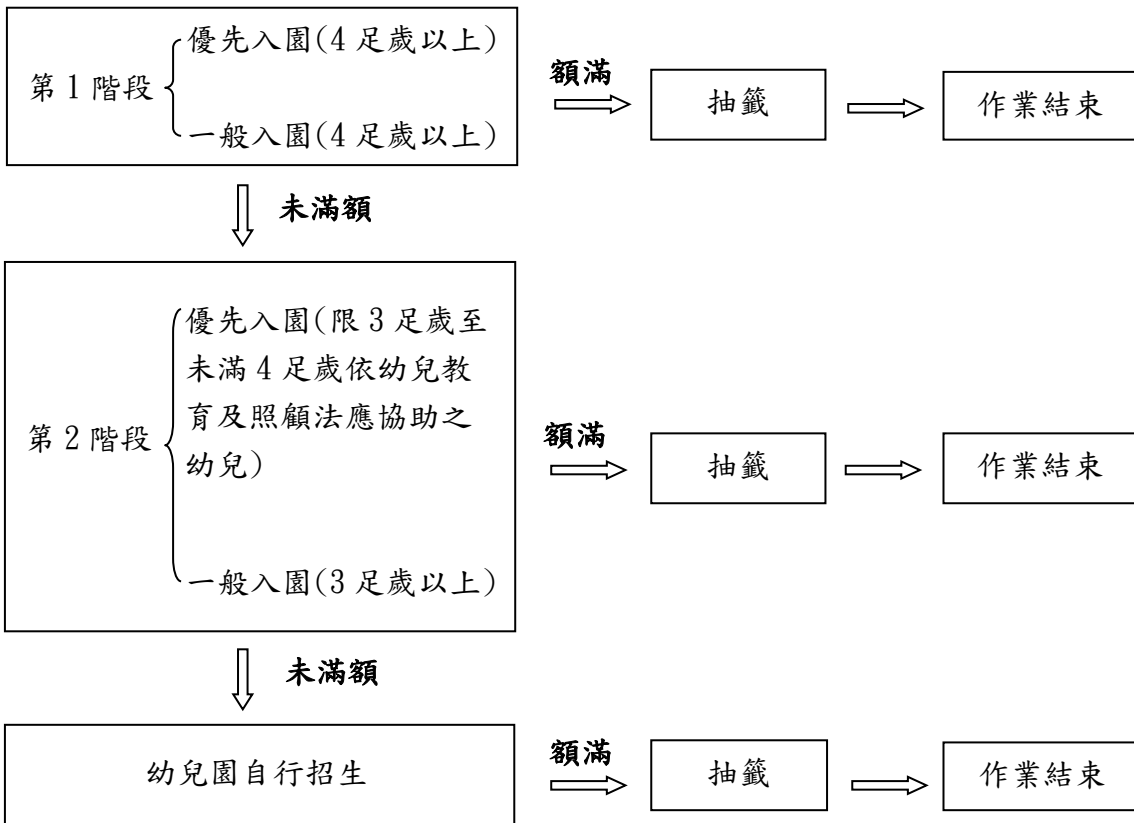 優先入園(4 足歲以上)
第 1 階段
一般入園(4 足歲以上)
額滿
抽籤
作業結束
未滿額
優先入園(限 3 足歲至
未滿 4 足歲依幼兒教
育及照顧法應協助之
幼兒)
第 2 階段
一般入園(3 足歲以上)
額滿
抽籤
作業結束
未滿額
幼兒園自行招生
額滿
抽籤
作業結束